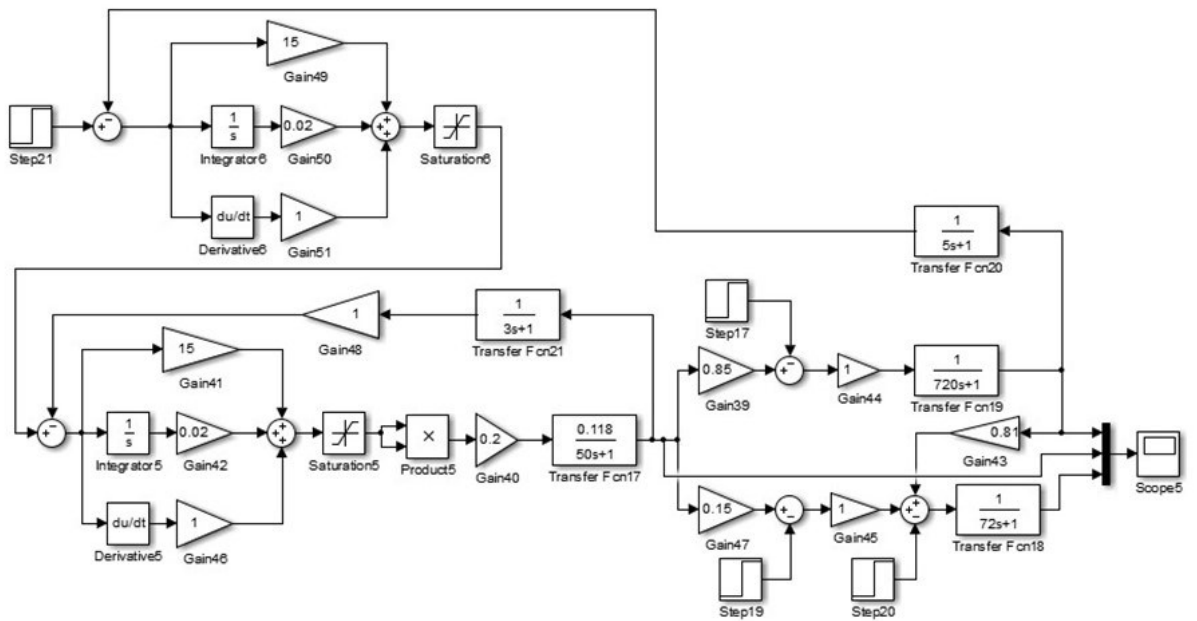 15
Gain49
Step21
+
−
1
s
Integrator6
0.02
Gain50
+
+
+
Saturation6
du/dt
Derivative6
1
Gain51
1
5s+1
Transfer Fcn20
1
Gain48
1
3s+1
Transfer Fcn21
Step17
15
Gain41
0.85
Gain39
+
−
1
Gain44
1
720s+1
Transfer Fcn19
+
−
1
s
Integrator5
0.02
Gain42
+
+
+
Saturation5
×
Product5
0.2
Gain40
0.118
50s+1
Transfer Fcn17
0.81
Gain43
Scope5
du/dt
Derivative5
1
Gain46
0.15
Gain47
+
−
1
Gain45
+
+
−
1
72s+1
Transfer Fcn18
Step19
Step20